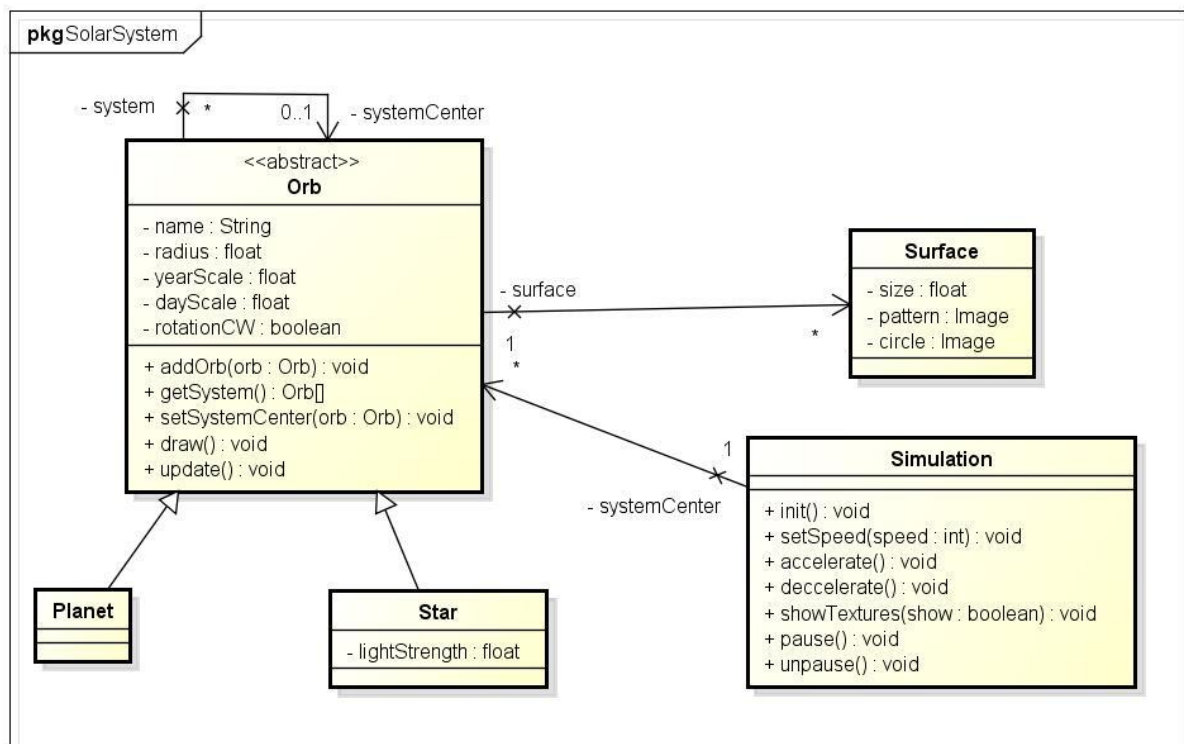 pkg SolarSystem
- system
*
0..1
- systemCenter
<<abstract>>
Orb
- name : String
- radius : float
- yearScale : float
- dayScale : float
- rotationCW : boolean
+ addOrb(orb : Orb) : void
+ getSystem() : Orb[]
+ setSystemCenter(orb : Orb) : void
+ draw() : void
+ update() : void
- surface
1
*
*
Surface
- size : float
- pattern : Image
- circle : Image
1
- systemCenter
Simulation
+ init() : void
+ setSpeed(speed : int) : void
+ accelerate() : void
+ deccelerate() : void
+ showTextures(show : boolean) : void
+ pause() : void
+ unpause() : void
Planet
Star
- lightStrength : float